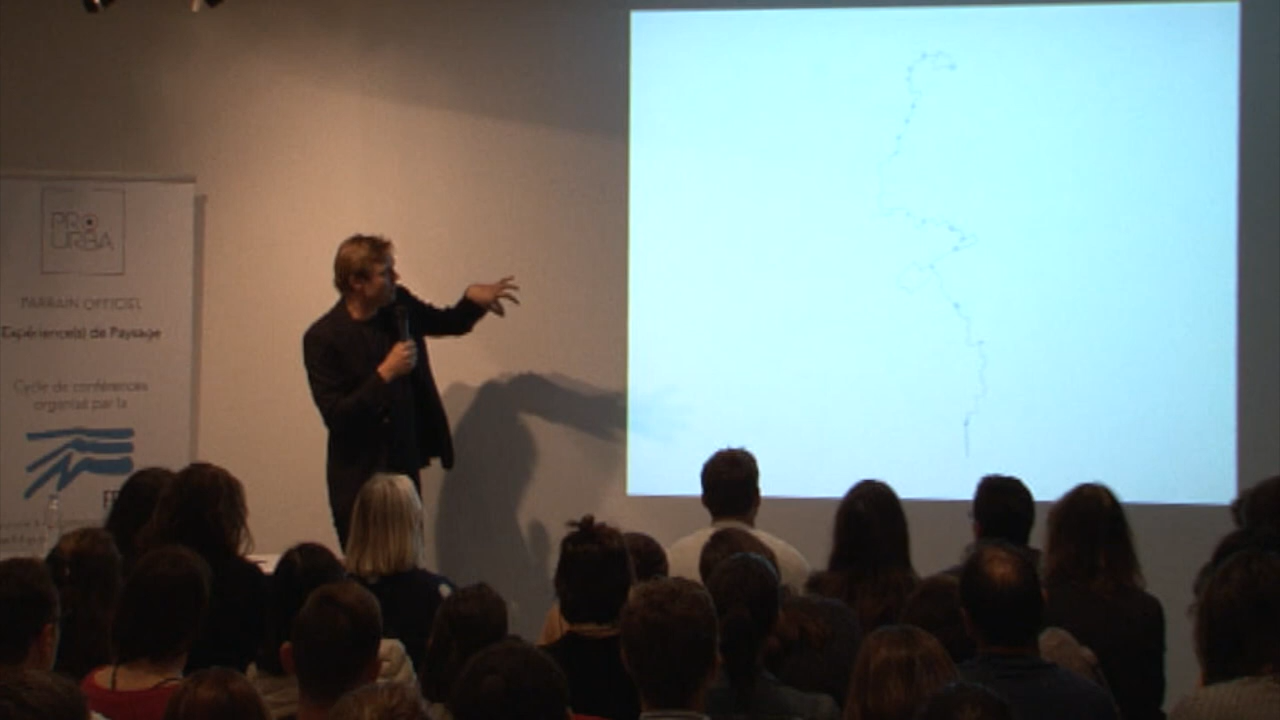 PRO
URBA
PARRAIN OFFICIEL
Expérience(s) de Paysage
Cycle de conférences
organisé par la